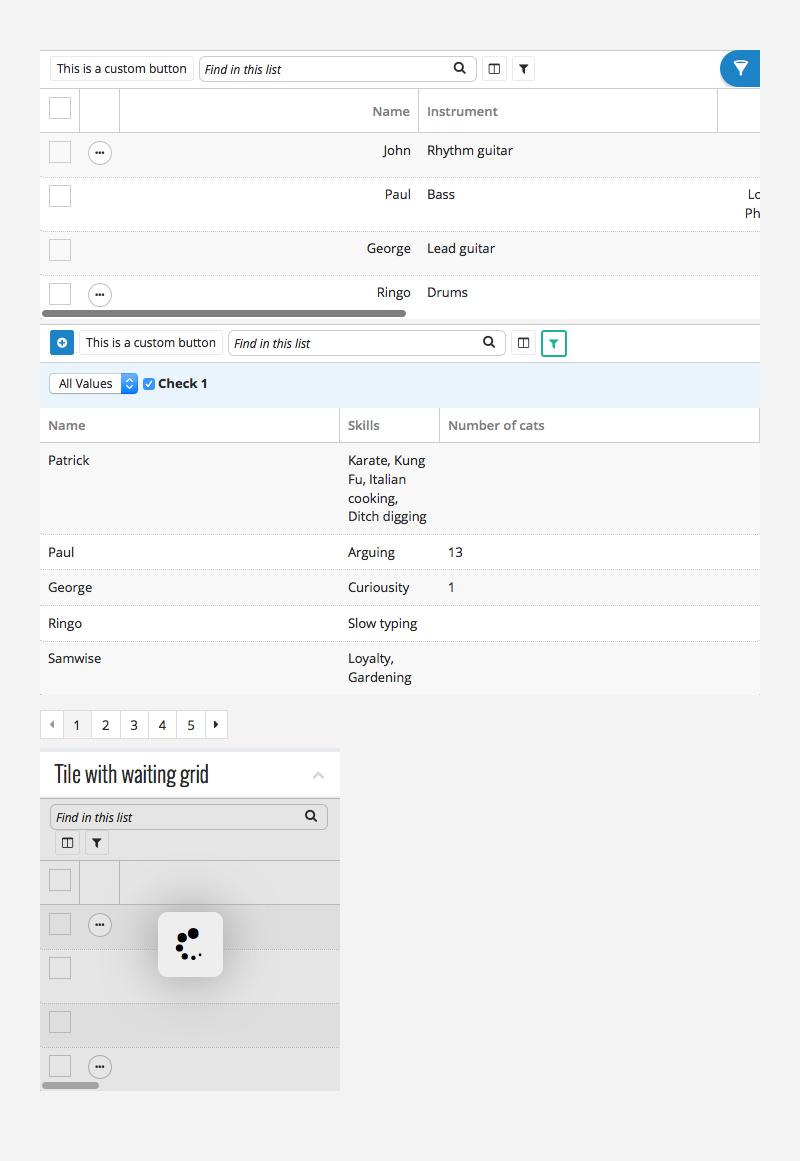 This is a custom button Find in this list
Name Instrument
John Rhythm guitar
Paul Bass Lo
Ph
George Lead guitar
Ringo Drums
This is a custom button Find in this list
All Values Check 1
Name Skills Number of cats
Patrick Karate, Kung
Fu, Italian
cooking,
Ditch digging
Paul Arguing 13
George Curiousity 1
Ringo Slow typing
Samwise Loyalty,
Gardening
1 2 3 4 5
Tile with waiting grid
Find in this list